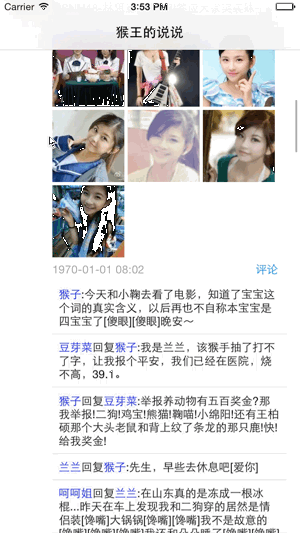 Carrier 3:53 PM
猴王的说说
1970-01-01 08:02 评论
猴子:今天和小鞠去看了电影，知道了宝宝这
个词的真实含义，以后再也不自称本宝宝是
四宝宝了[傻眼][傻眼]晚安～
豆芽菜回复猴子:我是兰兰，该猴手抽了打不
了字，让我报个平安，我们已经在医院，烧
不高，39.1。
猴子回复豆芽菜:举报养动物有五百奖金?那
我举报!二狗!鸡宝!熊猫!鞠喵!小绵阳!还有王柏
硕那个大头老鼠和背上纹了条龙的那只鹿!快!
给我奖金!
兰兰回复猴子:先生，早些去休息吧[爱你]
呵呵姐回复兰兰:在山东真的是冻成一根冰
棍...昨天在车上发现我和二狗穿的居然是情
侣装[馋嘴]大锅锅[馋嘴][馋嘴]我不是故意的